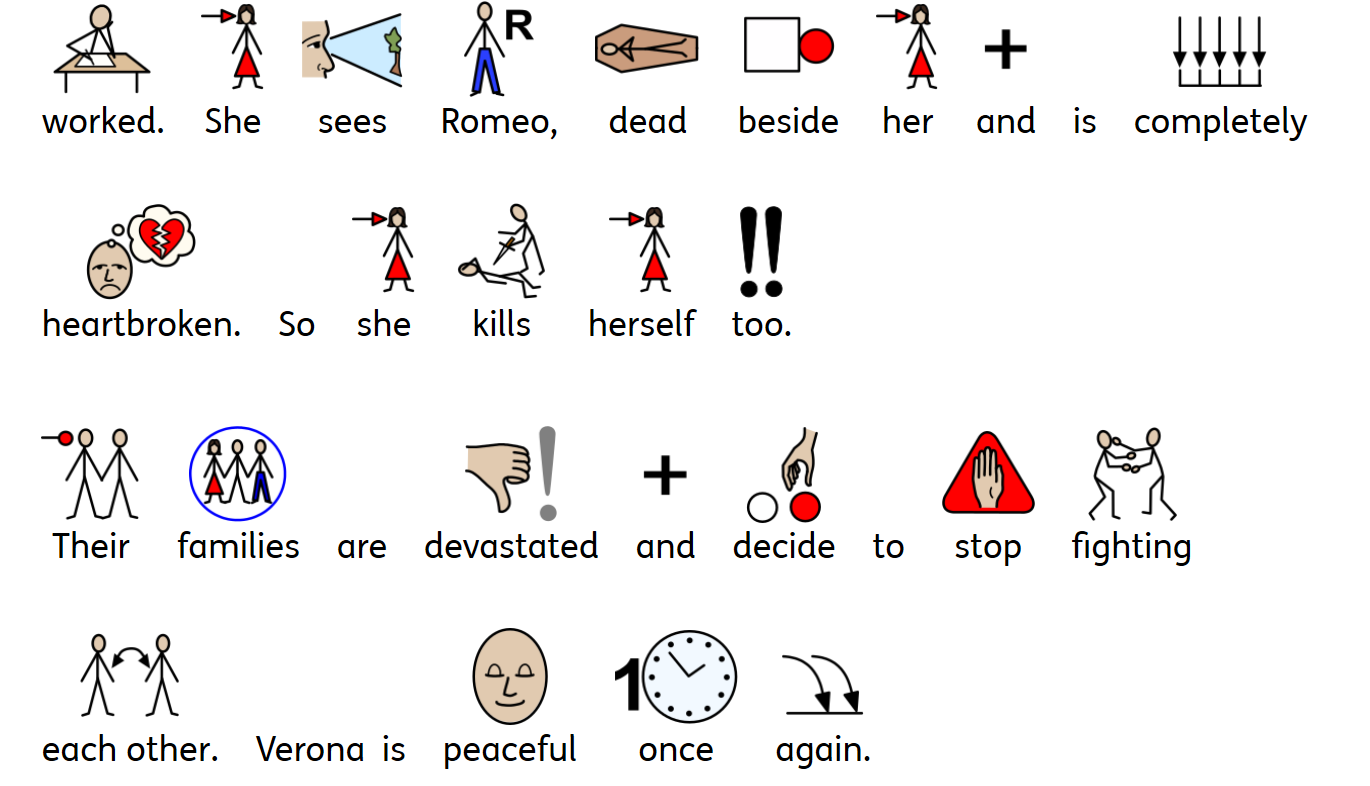 R
worked. She sees Romeo, dead beside her and is completely
heartbroken. So she kills herself too.
Their families are devastated and decide to stop fighting
1
each other. Verona is peaceful once again.